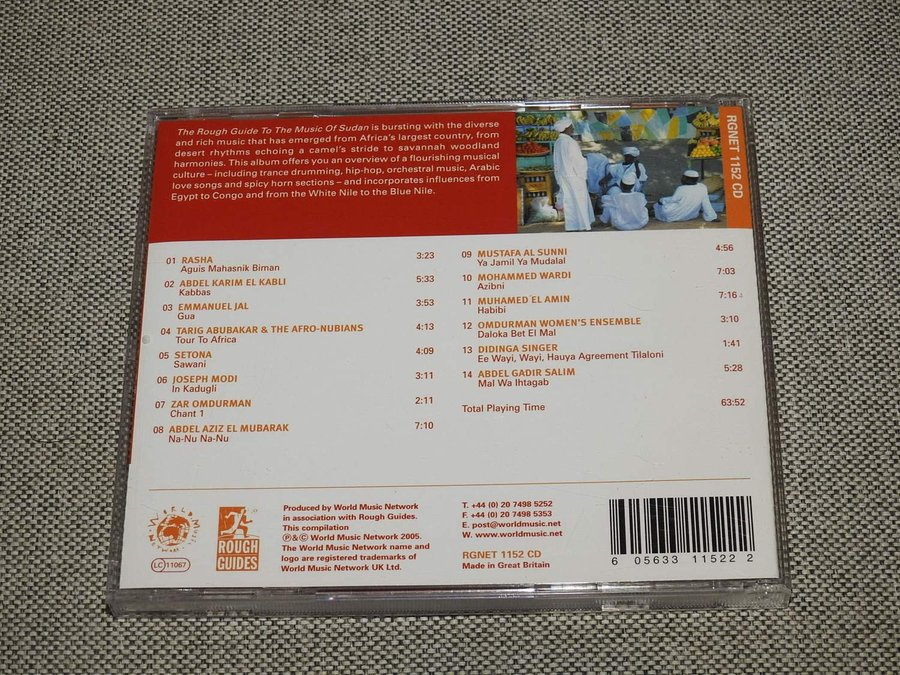 The Rough Guide To The Music Of Sudan is bursting with the diverse
and rich music that has emerged from Africa's largest country, from
desert rhythms echoing a camel's stride to savannah woodland
harmonies. This album offers you an overview of a flourishing musical
culture – including trance drumming, hip-hop, orchestral music, Arabic
love songs and spicy horn sections – and incorporates influences from
Egypt to Congo and from the White Nile to the Blue Nile.
RGNET 1152 CD
01 RASHA 3:23
Aguis Mahasnik Biman
02 ABDEL KARIM EL KABLI 5:33
Kabbas
03 EMMANUEL JAL 3:53
Gua
04 TARIG ABUBAKAR & THE AFRO-NUBIANS 4:13
Tour To Africa
05 SETONA 4:09
Sawani
06 JOSEPH MODI 3:11
In Kadugli
07 ZAR OMDURMAN 2:11
Chant 1
08 ABDEL AZIZ EL MUBARAK 7:10
Na-Nu Na-Nu
09 MUSTAFA AL SUNNI 4:56
Ya Jamil Ya Mudalal
10 MOHAMMED WARDI 7:03
Azibni
11 MUHAMED EL AMIN 7:16
Habibi
12 OMDURMAN WOMEN'S ENSEMBLE 3:10
Daloka Bet El Mal
13 DIDINGA SINGER 1:41
Ee Wayi, Wayi, Hauya Agreement Tilaloni
14 ABDEL GADIR SALIM 5:28
Mal Wa Ihtagab
Total Playing Time 63:52
WORLD MUSIC NETWORK
LC 11067
ROUGH
GUIDES
Produced by World Music Network
in association with Rough Guides.
This compilation
℗&© World Music Network 2005.
The World Music Network name and
logo are registered trademarks of
World Music Network UK Ltd.
T. +44 (0) 20 7498 5252
F. +44 (0) 20 7498 5353
E. post@worldmusic.net
W. www.worldmusic.net
RGNET 1152 CD
Made in Great Britain
6 05633 11522 2